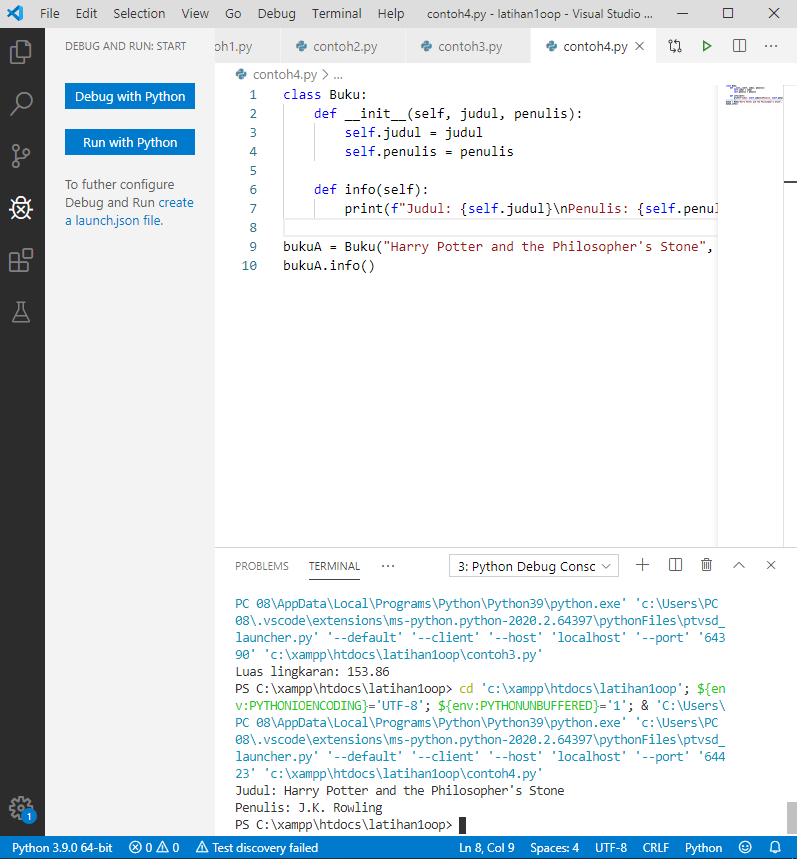 File Edit Selection View Go Debug Terminal Help contoh4.py - latihan1oop - Visual Studio ...
DEBUG AND RUN: START
oh1.py contoh2.py contoh3.py contoh4.py
contoh4.py > ...
Debug with Python
Run with Python
To futher configure
Debug and Run create
a launch.json file.
1 class Buku:
2 def __init__(self, judul, penulis):
3 self.judul = judul
4 self.penulis = penulis
5
6 def info(self):
7 print(f"Judul: {self.judul}\nPenulis: {self.penul
8
9 bukuA = Buku("Harry Potter and the Philosopher's Stone",
10 bukuA.info()
PROBLEMS TERMINAL ... 3: Python Debug Consc
PC 08\AppData\Local\Programs\Python\Python39\python.exe' 'c:\Users\PC
08\.vscode\extensions\ms-python.python-2020.2.64397\pythonFiles\ptvsd_
launcher.py' '--default' '--client' '--host' 'localhost' '--port' '643
90' 'c:\xampp\htdocs\latihan1oop\contoh3.py'
Luas lingkaran: 153.86
PS C:\xampp\htdocs\latihan1oop> cd 'c:\xampp\htdocs\latihan1oop'; ${en
v:PYTHONIOENCODING}='UTF-8'; ${env:PYTHONUNBUFFERED}='1'; & 'C:\Users\
PC 08\AppData\Local\Programs\Python\Python39\python.exe' 'c:\Users\PC
08\.vscode\extensions\ms-python.python-2020.2.64397\pythonFiles\ptvsd_
launcher.py' '--default' '--client' '--host' 'localhost' '--port' '644
23' 'c:\xampp\htdocs\latihan1oop\contoh4.py'
Judul: Harry Potter and the Philosopher's Stone
Penulis: J.K. Rowling
PS C:\xampp\htdocs\latihan1oop>
1
Python 3.9.0 64-bit 0 0 Test discovery failed Ln 8, Col 9 Spaces: 4 UTF-8 CRLF Python